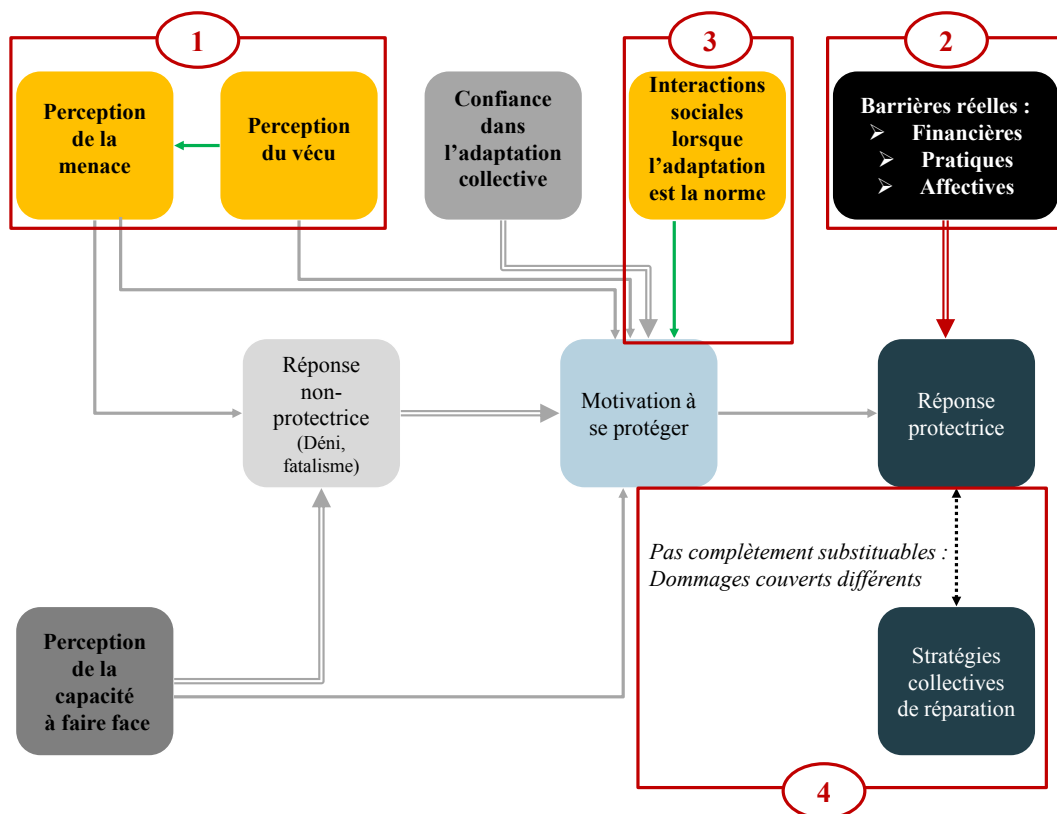 1
3
2
Perception
de la
menace
Perception
du vécu
Confiance
dans
l’adaptation
collective
Interactions
sociales
lorsque
l’adaptation
est la norme
Barrières réelles :
➢ Financières
➢ Pratiques
➢ Affectives
Réponse
non-
protectrice
(Déni,
fatalisme)
Motivation à
se protéger
Réponse
protectrice
Pas complètement substituables :
Dommages couverts différents
Perception
de la
capacité
à faire face
Stratégies
collectives
de réparation
4